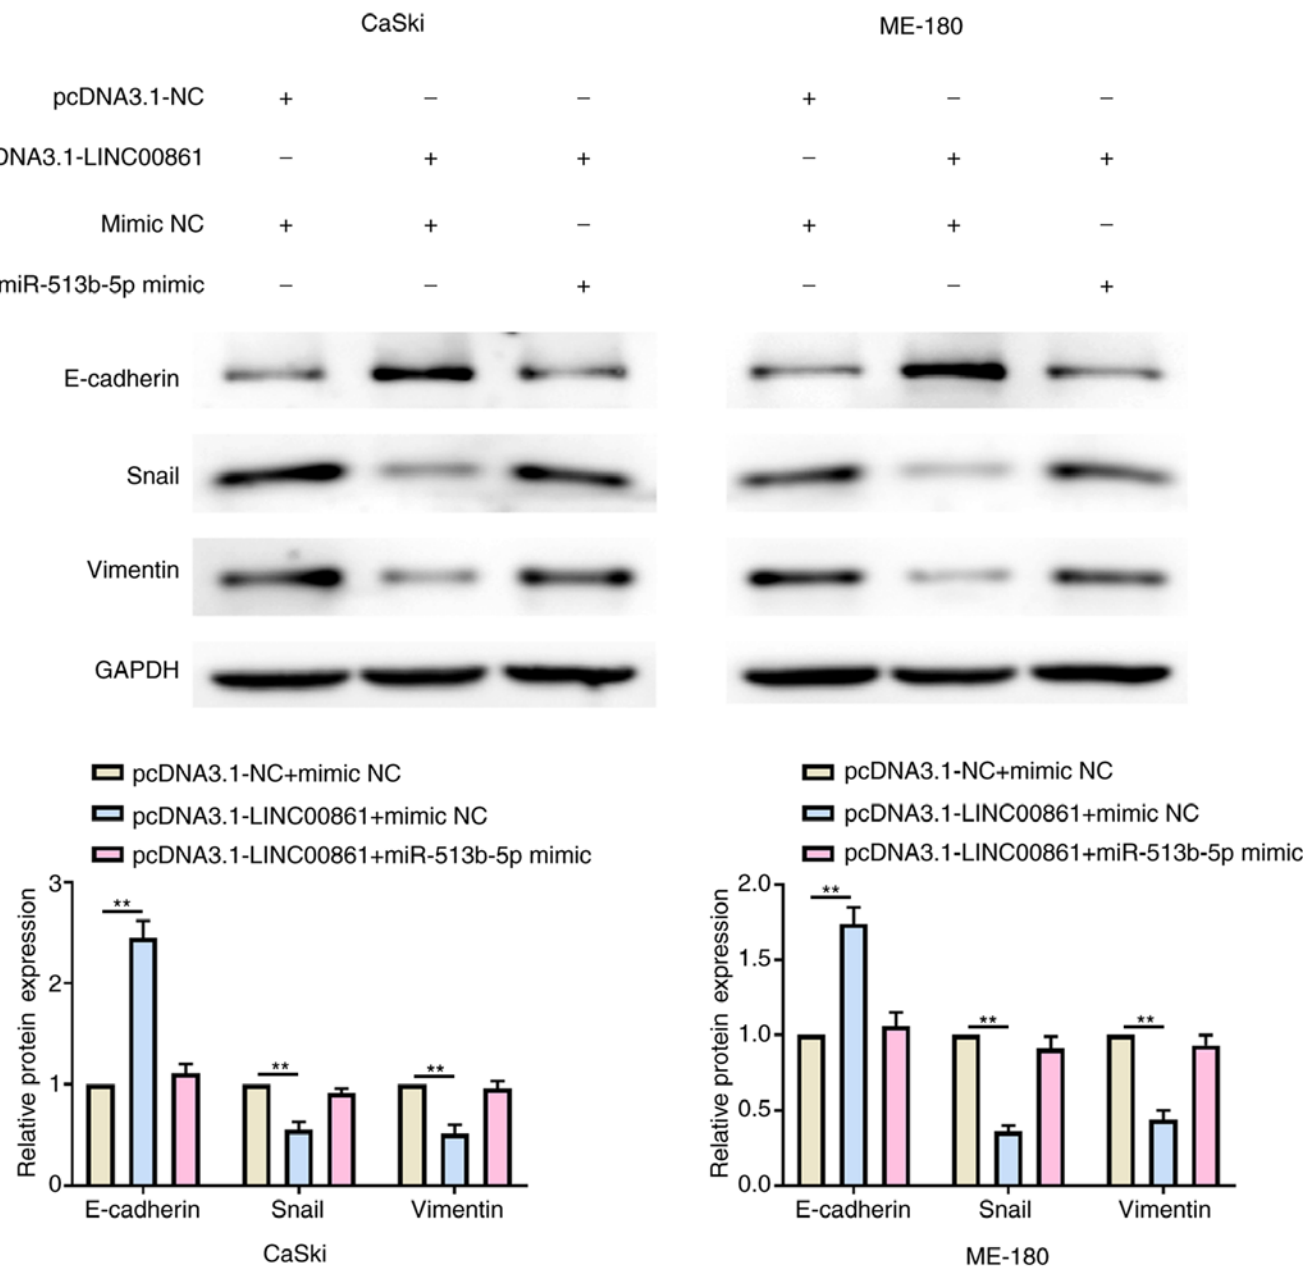 CaSki ME-180
pcDNA3.1-NC + − − + − −
DNA3.1-LINC00861 − + + − + +
Mimic NC + + − + + −
miR-513b-5p mimic − − + − − +
E-cadherin
Snail
Vimentin
GAPDH
pcDNA3.1-NC+mimic NC
pcDNA3.1-LINC00861+mimic NC
pcDNA3.1-LINC00861+miR-513b-5p mimic
Relative protein expression
3
2
1
0
** ** **
E-cadherin Snail Vimentin
CaSki
pcDNA3.1-NC+mimic NC
pcDNA3.1-LINC00861+mimic NC
pcDNA3.1-LINC00861+miR-513b-5p mimic
Relative protein expression
2.0
1.5
1.0
0.5
0.0
** ** **
E-cadherin Snail Vimentin
ME-180